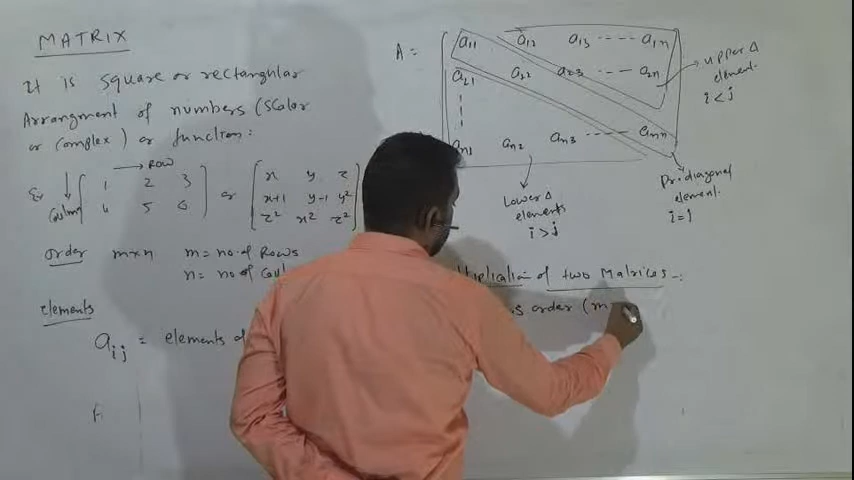 MATRIX
It is square or rectangular
Arrangment of numbers (Scalar
or complex) or function:
Ex
ROW
1 2 3
4 5 6
or
x y z
x+1 y-1 y²
z² x² z²
order m×n m = no. of Rows
n = no of
elements
aij = elements
A =
a11 a12 a13 ---- a1n
a21 a22 a23 ---- a2n
an1 an2 an3 ------ ann
upper Δ
element.
i < j
Lower Δ
elements
i > j
Pr. diagonal
element.
i = j
of two Matrices -:
is order (m